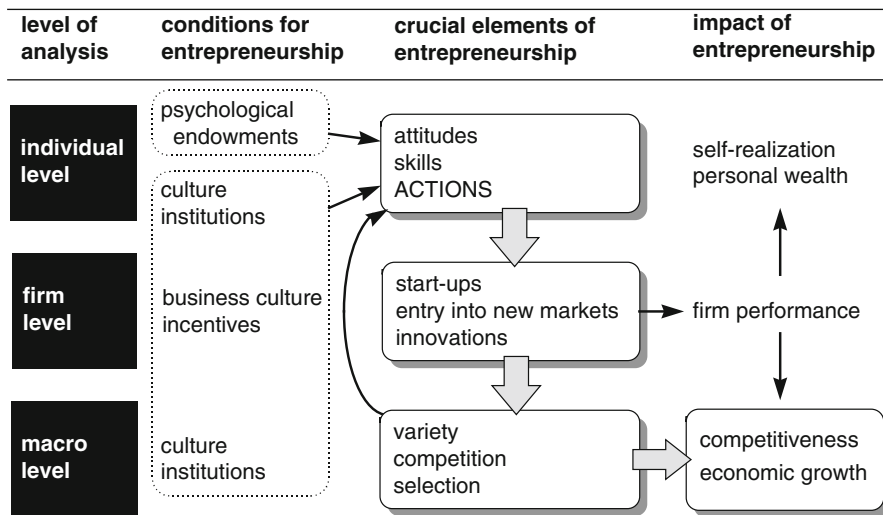 level of
analysis
conditions for
entrepreneurship
crucial elements of
entrepreneurship
impact of
entrepreneurship
individual
level
psychological
endowments
culture
institutions
attitudes
skills
ACTIONS
self-realization
personal wealth
firm
level
business culture
incentives
start-ups
entry into new markets
innovations
firm performance
macro
level
culture
institutions
variety
competition
selection
competitiveness
economic growth